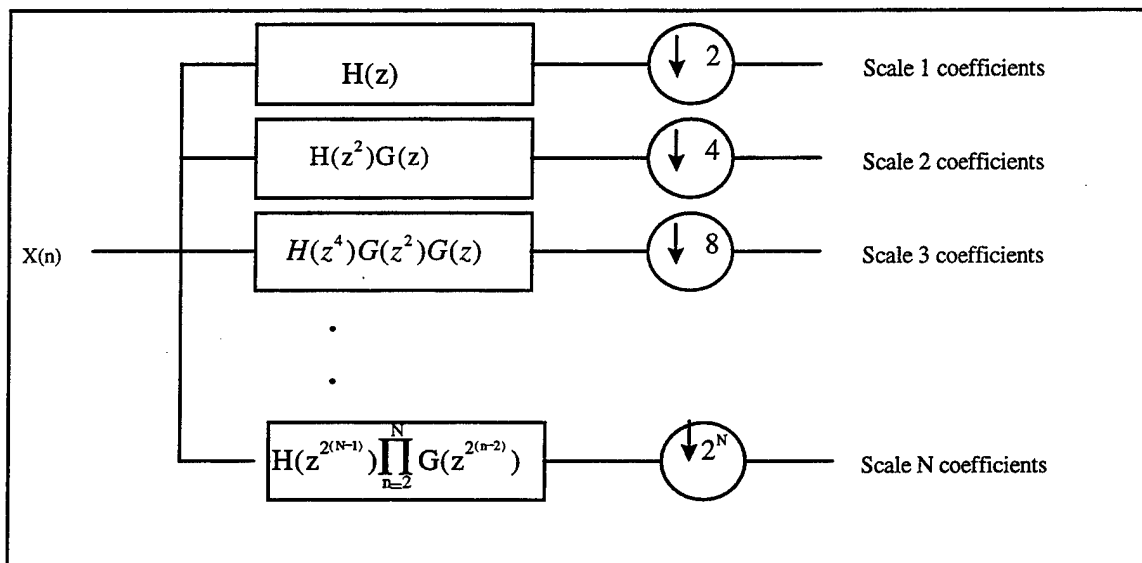 H(z) 2 Scale 1 coefficients
H(z²)G(z) 4 Scale 2 coefficients
X(n) H(z⁴)G(z²)G(z) 8 Scale 3 coefficients
H(z^{2^{(N-1)}}) ∏_{n=2}^{N} G(z^{2^{(n-2)}}) 2^N Scale N coefficients